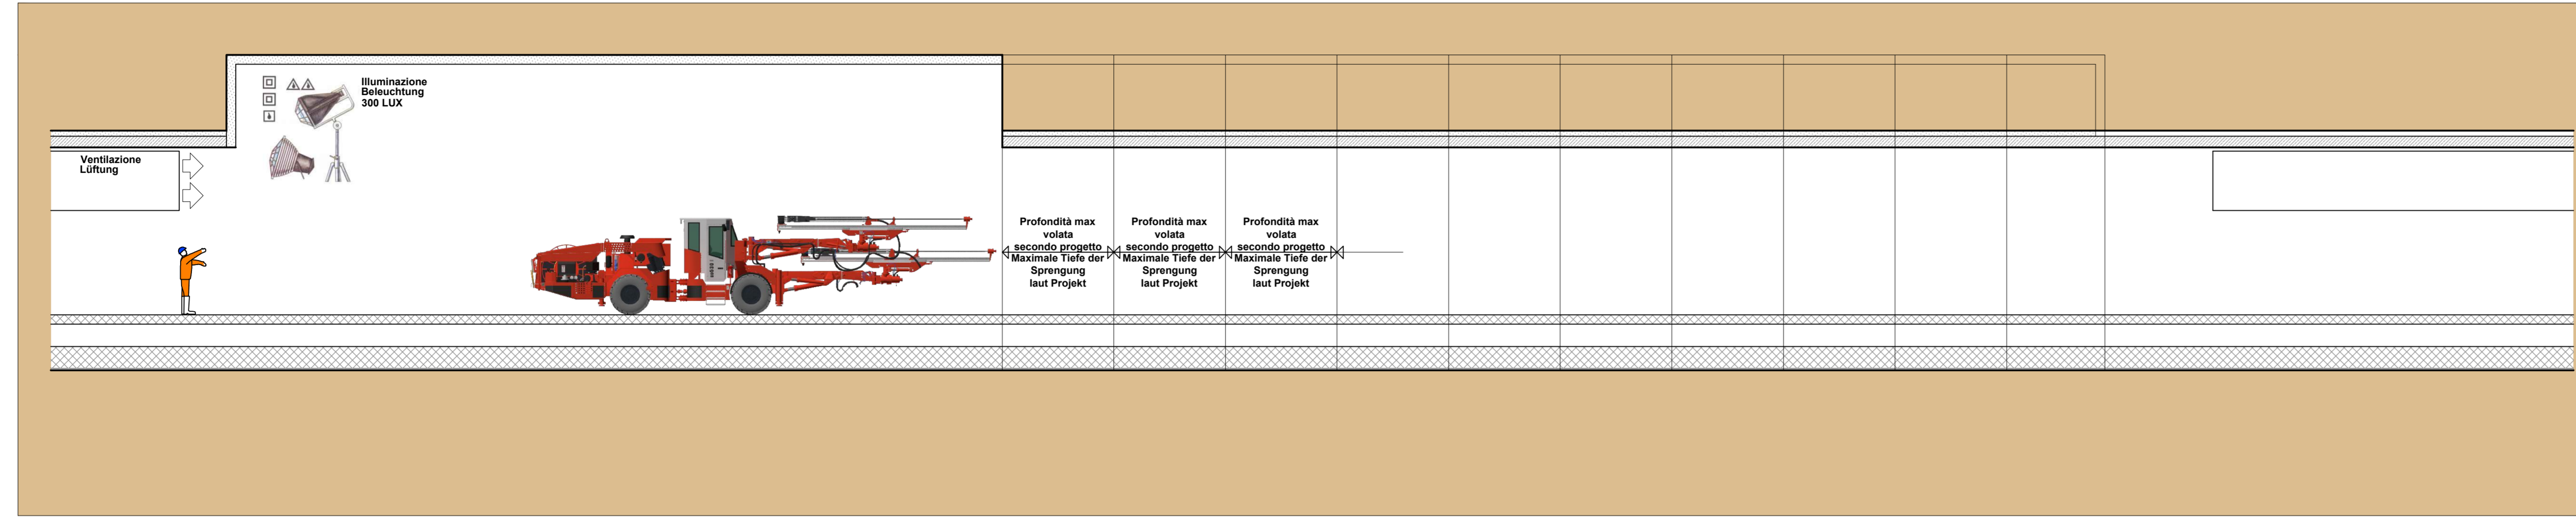 Illuminazione
Beleuchtung
300 LUX
Ventilazione
Lüftung
Profondità max
volata
secondo progetto
Maximale Tiefe der
Sprengung
laut Projekt
Profondità max
volata
secondo progetto
Maximale Tiefe der
Sprengung
laut Projekt
Profondità max
volata
secondo progetto
Maximale Tiefe der
Sprengung
laut Projekt